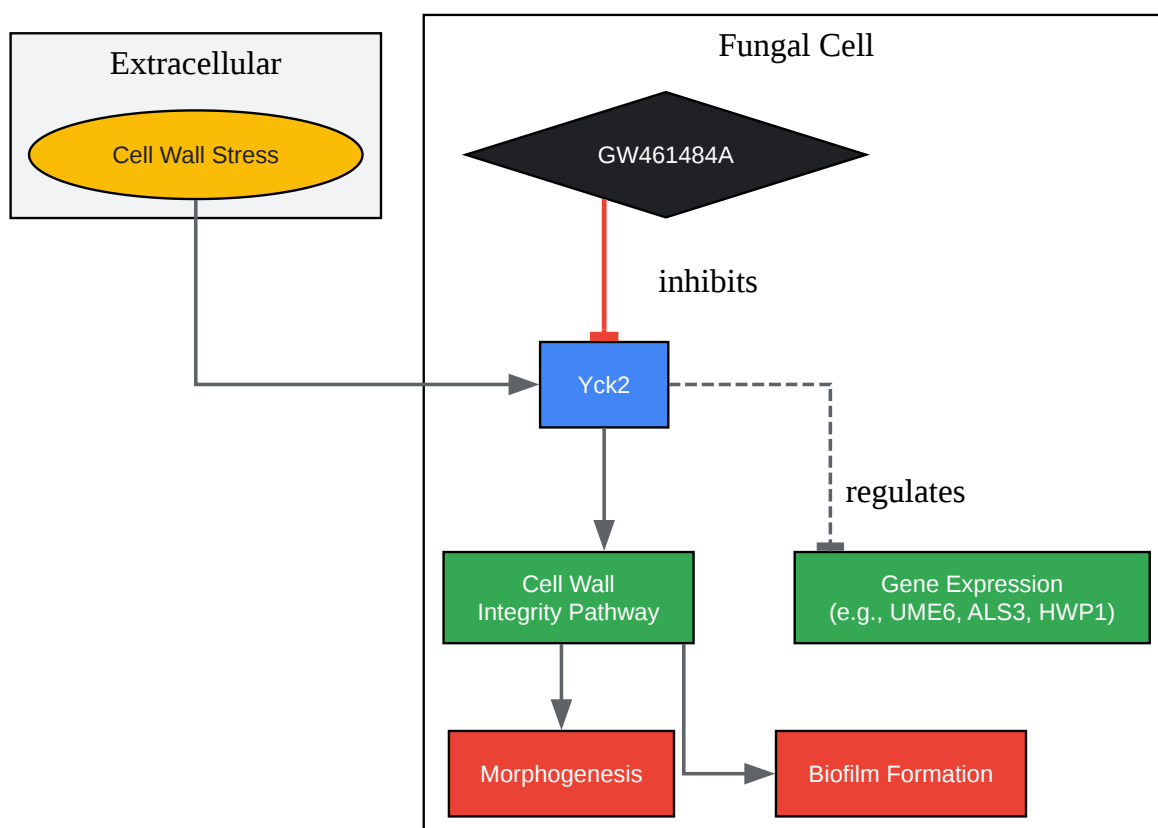 Fungal Cell
Extracellular
Cell Wall Stress
GW461484A
inhibits
Yck2
regulates
Cell Wall
Integrity Pathway
Gene Expression
(e.g., UME6, ALS3, HWP1)
Morphogenesis
Biofilm Formation